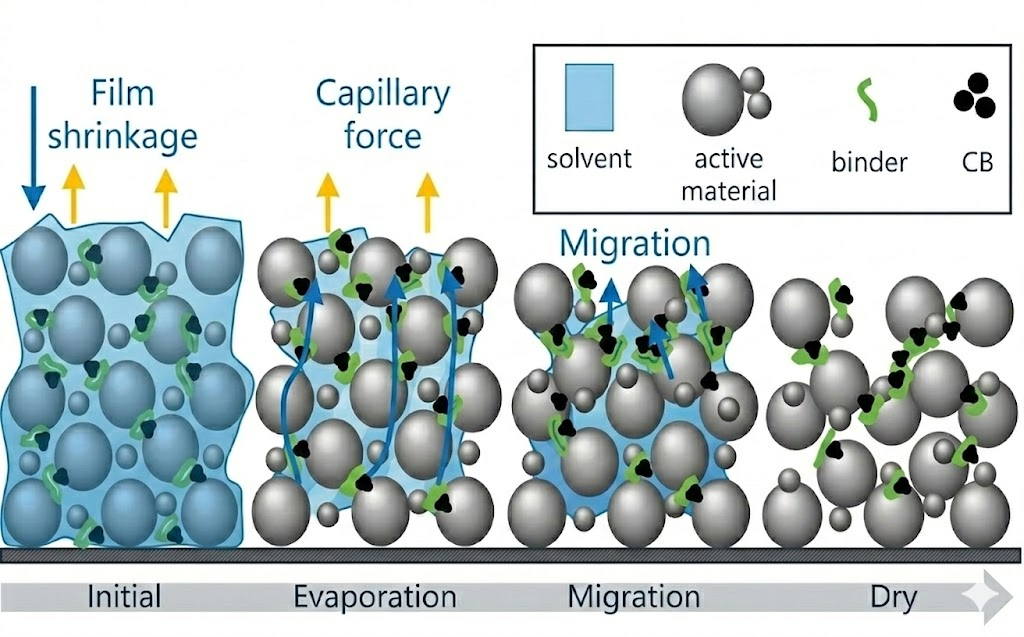 Film
shrinkage
Capillary
force
solvent
active
material
binder
CB
Migration
Initial
Evaporation
Migration
Dry